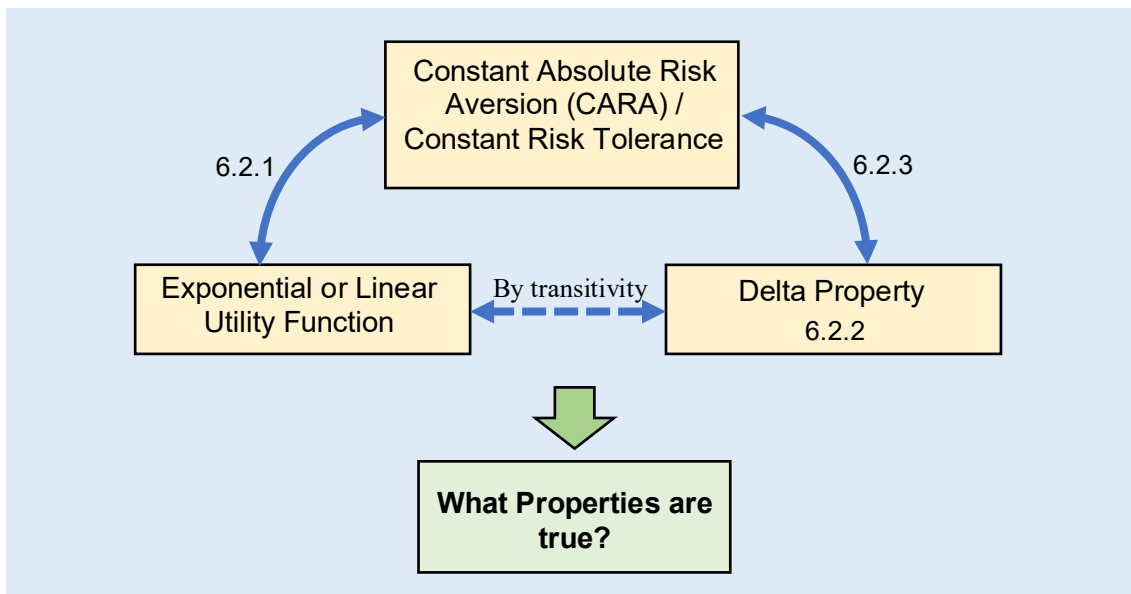 Constant Absolute Risk
Aversion (CARA) /
Constant Risk Tolerance
6.2.1
6.2.3
Exponential or Linear
Utility Function
By transitivity
Delta Property
6.2.2
What Properties are
true?